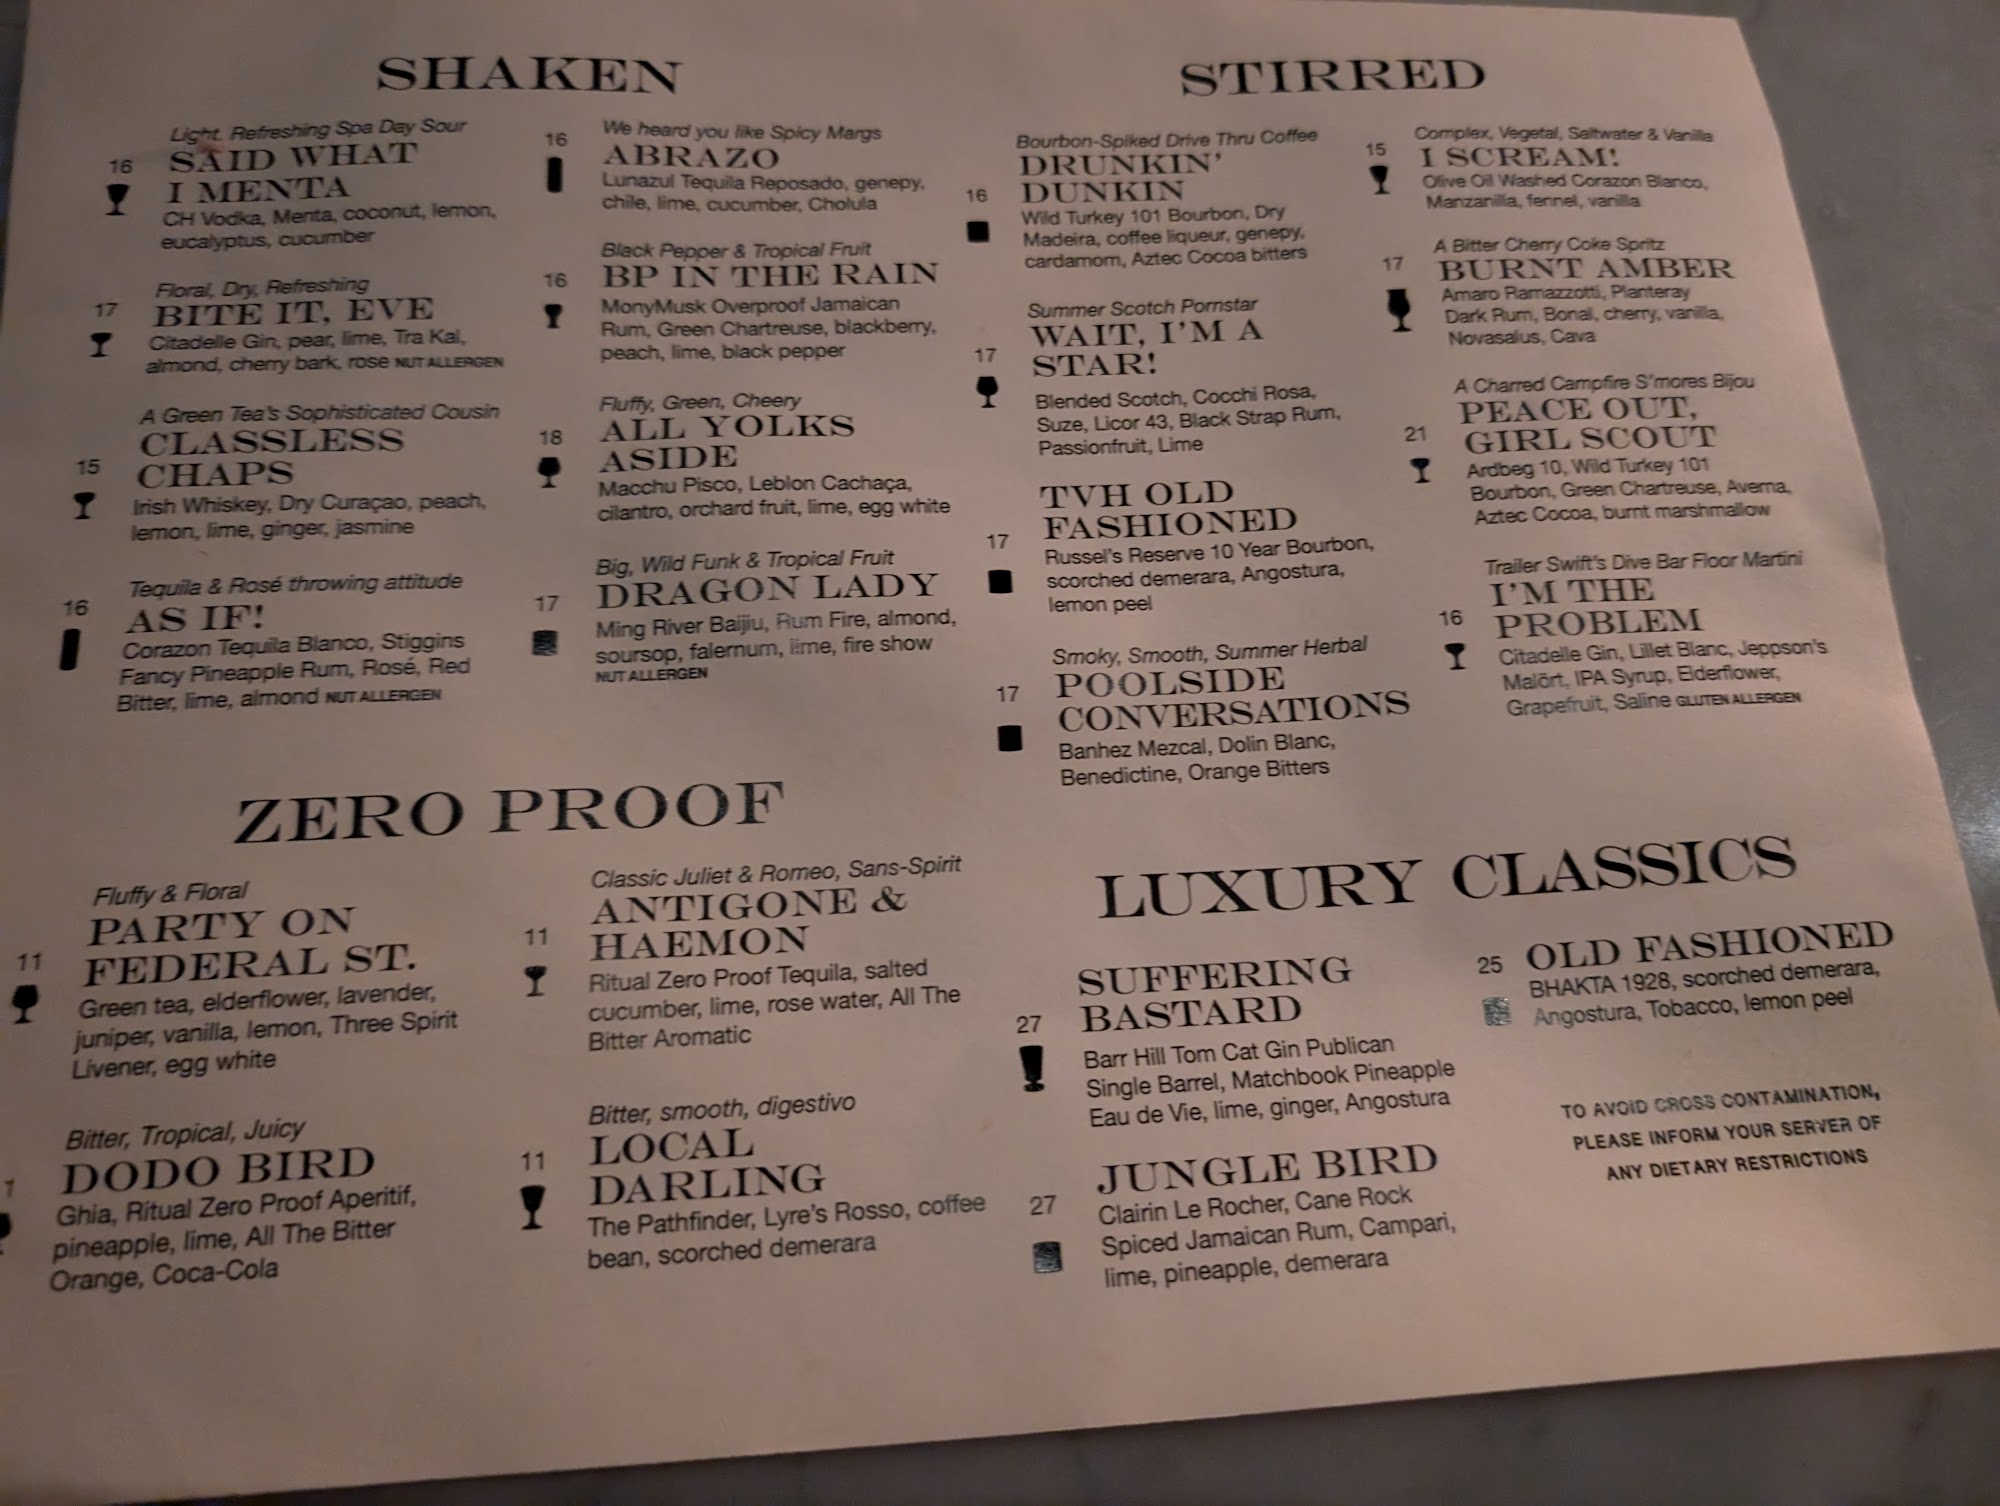 SHAKEN
Light, Refreshing Spa Day Sour
16
SAID WHAT
I MENTA
CH Vodka, Menta, coconut, lemon,
eucalyptus, cucumber
Floral, Dry, Refreshing
17
BITE IT, EVE
Citadelle Gin, pear, lime, Tra Kal,
almond, cherry bark, rose NUT ALLERGEN
A Green Tea's Sophisticated Cousin
CLASSLESS
15
CHAPS
Irish Whiskey, Dry Curaçao, peach,
lemon, lime, ginger, jasmine
Tequila & Rosé throwing attitude
16
AS IF!
Corazon Tequila Blanco, Stiggins
Fancy Pineapple Rum, Rosé, Red
Bitter, lime, almond NUT ALLERGEN
We heard you like Spicy Margs
16
ABRAZO
Lunazul Tequila Reposado, genepy,
chile, lime, cucumber, Cholula
Black Pepper & Tropical Fruit
16
BP IN THE RAIN
MonyMusk Overproof Jamaican
Rum, Green Chartreuse, blackberry,
peach, lime, black pepper
Fluffy, Green, Cheery
18
ALL YOLKS
ASIDE
Macchu Pisco, Leblon Cachaça,
cilantro, orchard fruit, lime, egg white
Big, Wild Funk & Tropical Fruit
17
DRAGON LADY
Ming River Baijiu, Rum Fire, almond,
soursop, falernum, lime, fire show
NUT ALLERGEN
STIRRED
Bourbon-Spiked Drive Thru Coffee
DRUNKIN'
16
DUNKIN
Wild Turkey 101 Bourbon, Dry
Madeira, coffee liqueur, genepy,
cardamom, Aztec Cocoa bitters
Summer Scotch Pornstar
WAIT, I'M A
17
STAR!
Blended Scotch, Cocchi Rosa,
Suze, Licor 43, Black Strap Rum,
Passionfruit, Lime
TVH OLD
17
FASHIONED
Russel's Reserve 10 Year Bourbon,
scorched demerara, Angostura,
lemon peel
Smoky, Smooth, Summer Herbal
17
POOLSIDE
CONVERSATIONS
Banhez Mezcal, Dolin Blanc,
Benedictine, Orange Bitters
Complex, Vegetal, Saltwater & Vanilla
15
I SCREAM!
Olive Oil Washed Corazon Blanco,
Manzanilla, fennel, vanilla
A Bitter Cherry Coke Spritz
17
BURNT AMBER
Amaro Ramazzotti, Planteray
Dark Rum, Bonal, cherry, vanilla,
Novasalus, Cava
A Charred Campfire S'mores Bijou
PEACE OUT,
21
GIRL SCOUT
Ardbeg 10, Wild Turkey 101
Bourbon, Green Chartreuse, Averna,
Aztec Cocoa, burnt marshmallow
Trailer Swift's Dive Bar Floor Martini
I'M THE
16
PROBLEM
Citadelle Gin, Lillet Blanc, Jeppson's
Malört, IPA Syrup, Elderflower,
Grapefruit, Saline GLUTEN ALLERGEN
ZERO PROOF
Fluffy & Floral
PARTY ON
11
FEDERAL ST.
Green tea, elderflower, lavender,
juniper, vanilla, lemon, Three Spirit
Livener, egg white
Bitter, Tropical, Juicy
1
DODO BIRD
Ghia, Ritual Zero Proof Aperitif,
pineapple, lime, All The Bitter
Orange, Coca-Cola
Classic Juliet & Romeo, Sans-Spirit
ANTIGONE &
11
HAEMON
Ritual Zero Proof Tequila, salted
cucumber, lime, rose water, All The
Bitter Aromatic
Bitter, smooth, digestivo
LOCAL
11
DARLING
The Pathfinder, Lyre's Rosso, coffee
bean, scorched demerara
LUXURY CLASSICS
SUFFERING
27
BASTARD
Barr Hill Tom Cat Gin Publican
Single Barrel, Matchbook Pineapple
Eau de Vie, lime, ginger, Angostura
JUNGLE BIRD
27
Clairin Le Rocher, Cane Rock
Spiced Jamaican Rum, Campari,
lime, pineapple, demerara
25
OLD FASHIONED
BHAKTA 1928, scorched demerara,
Angostura, Tobacco, lemon peel
TO AVOID CROSS CONTAMINATION,
PLEASE INFORM YOUR SERVER OF
ANY DIETARY RESTRICTIONS